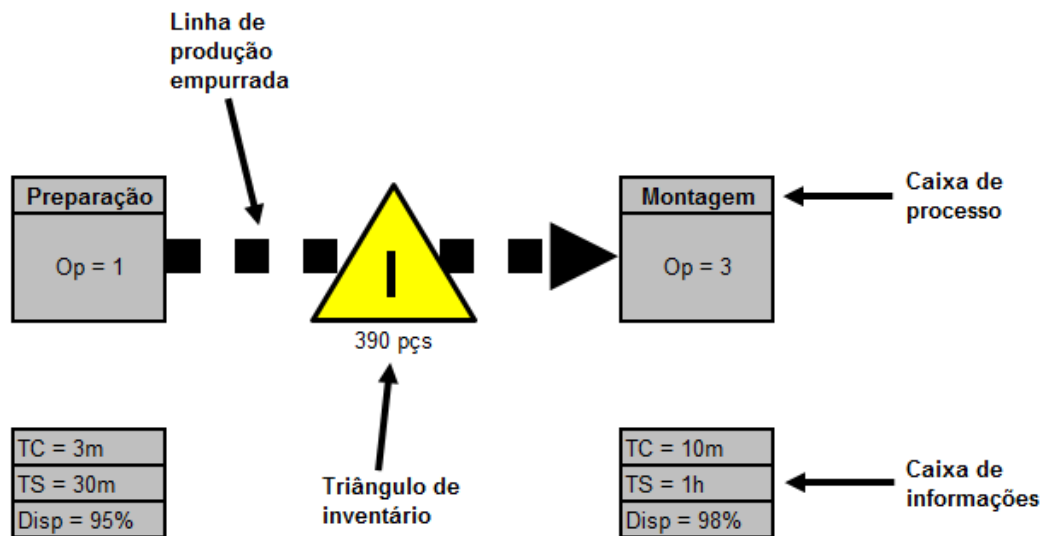 Linha de
produção
empurrada
Preparação
Op = 1
I
390 pçs
Montagem
Op = 3
Caixa de
processo
TC = 3m
TS = 30m
Disp = 95%
Triângulo de
inventário
TC = 10m
TS = 1h
Disp = 98%
Caixa de
informações